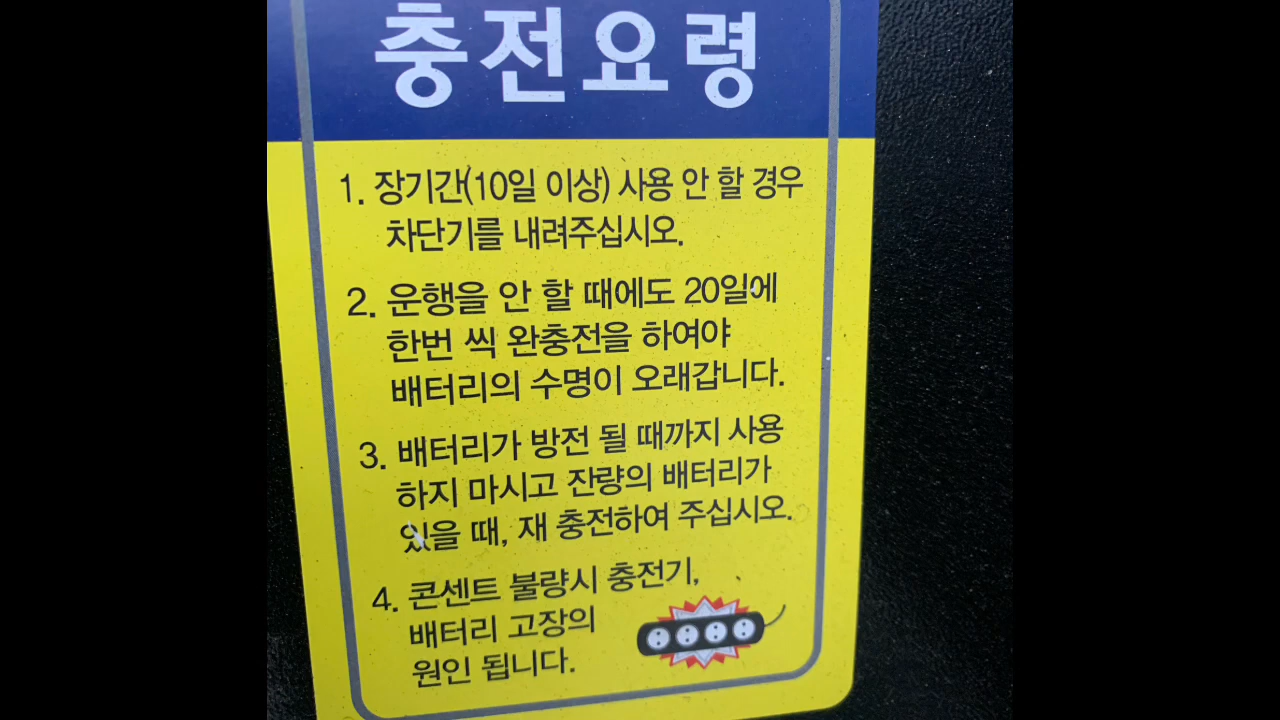 충전요령
1. 장기간(10일 이상) 사용 안 할 경우
차단기를 내려주십시오.
2. 운행을 안 할 때에도 20일에
한번 씩 완충전을 하여야
배터리의 수명이 오래갑니다.
3. 배터리가 방전 될 때까지 사용
하지 마시고 잔량의 배터리가
있을 때, 재 충전하여 주십시오.
4. 콘센트 불량시 충전기,
배터리 고장의
원인 됩니다.